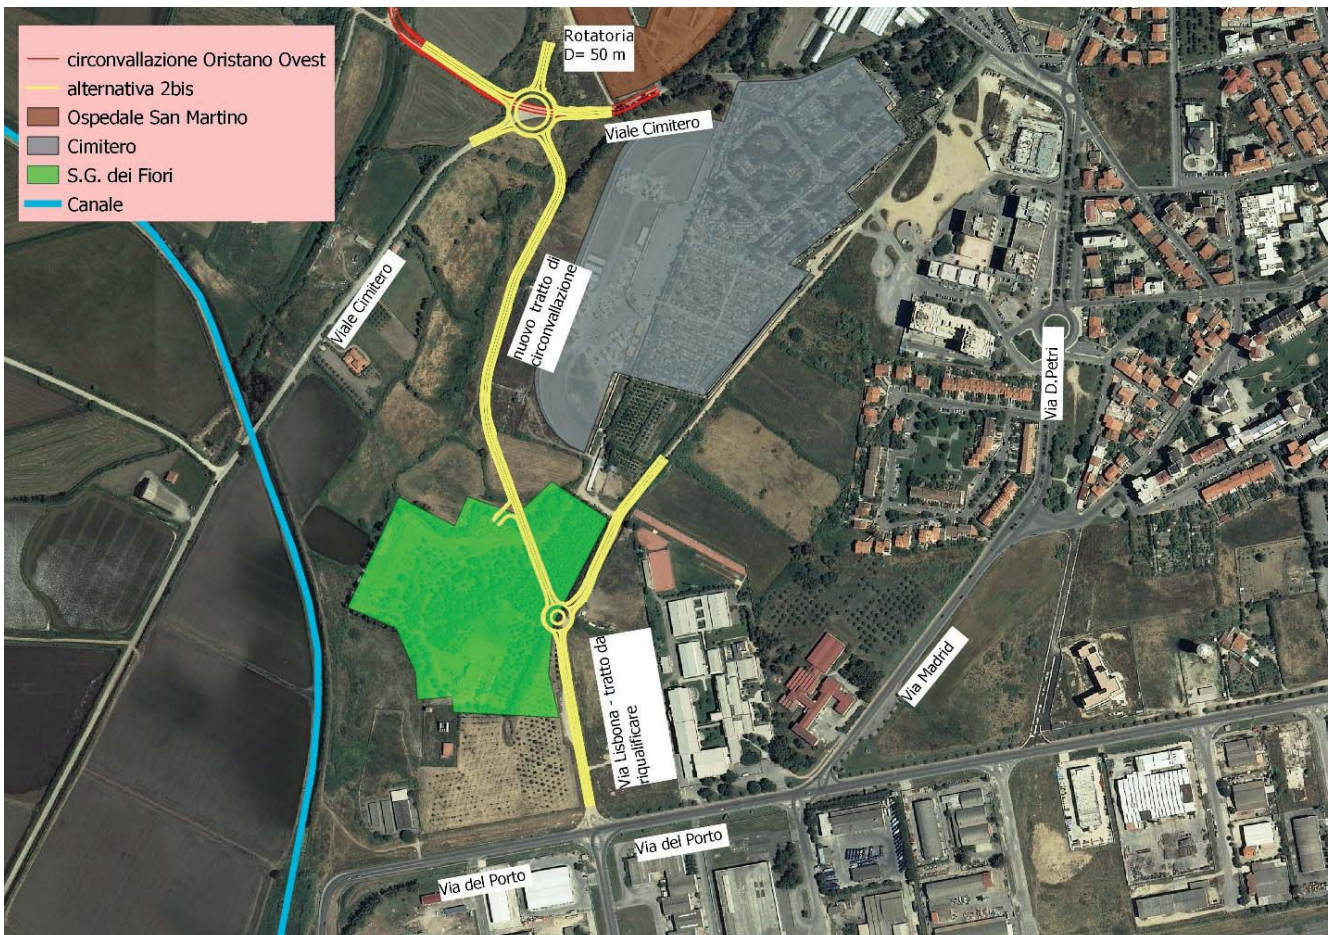 circonvallazione Oristano Ovest
alternativa 2bis
Ospedale San Martino
Cimitero
S.G. dei Fiori
Canale
Rotatoria
D= 50 m
Viale Cimitero
Viale Cimitero
nuovo tratto di
circonvallazione
Via D.Petri
Via Madrid
Via Lisbona - tratto da
riqualificare
Via del Porto
Via del Porto